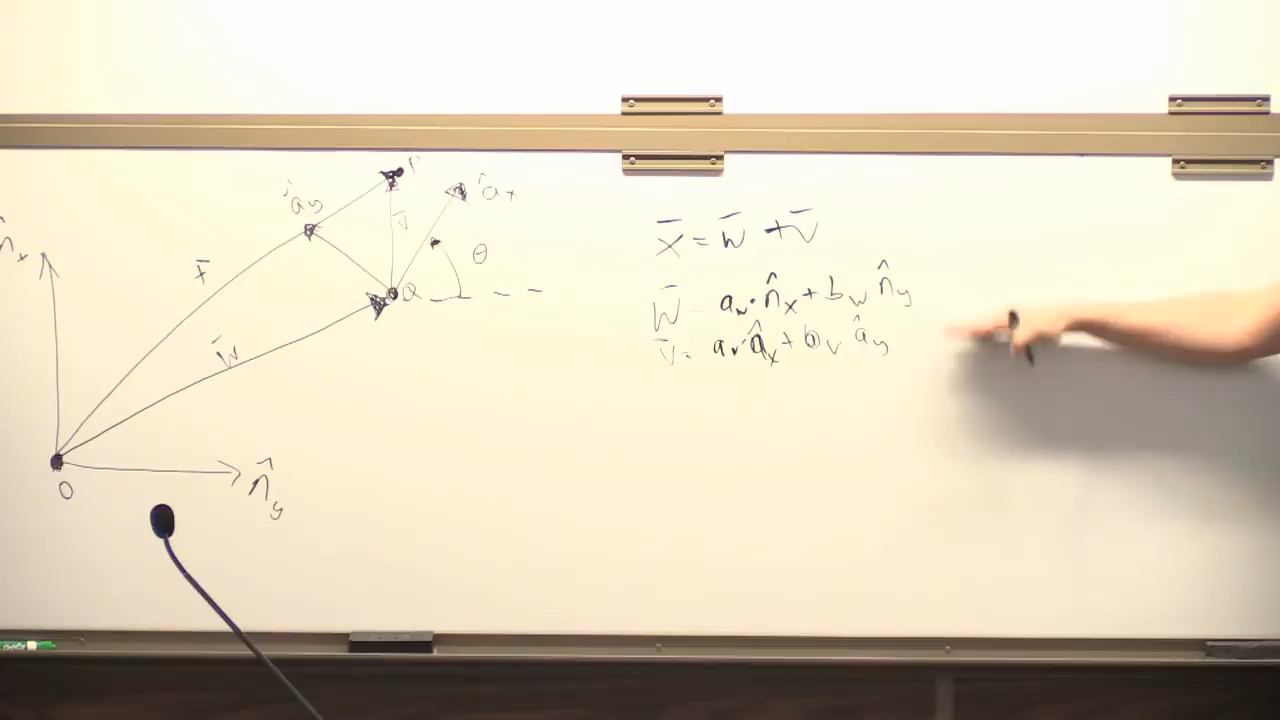 P
â_y
â_x
v̄
n̂_x
x̄
θ
Q
w̄
O
n̂_y
x̄ = w̄ + v̄
w̄ = a_w · n̂_x + b_w n̂_y
v̄ = a_v â_x + b_v â_y